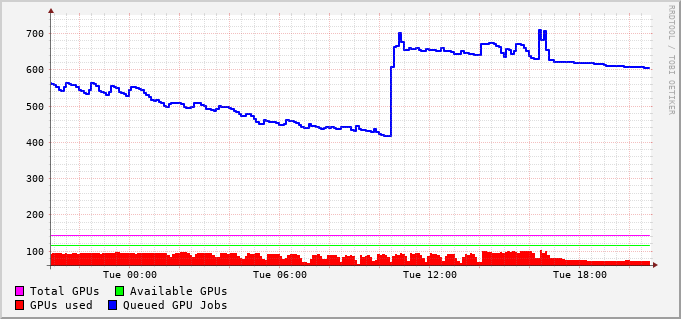 700
600
500
400
300
200
100
Tue 00:00 Tue 06:00 Tue 12:00 Tue 18:00
Total GPUs Available GPUs
GPUs used Queued GPU Jobs
RRDTOOL / TOBI OETIKER